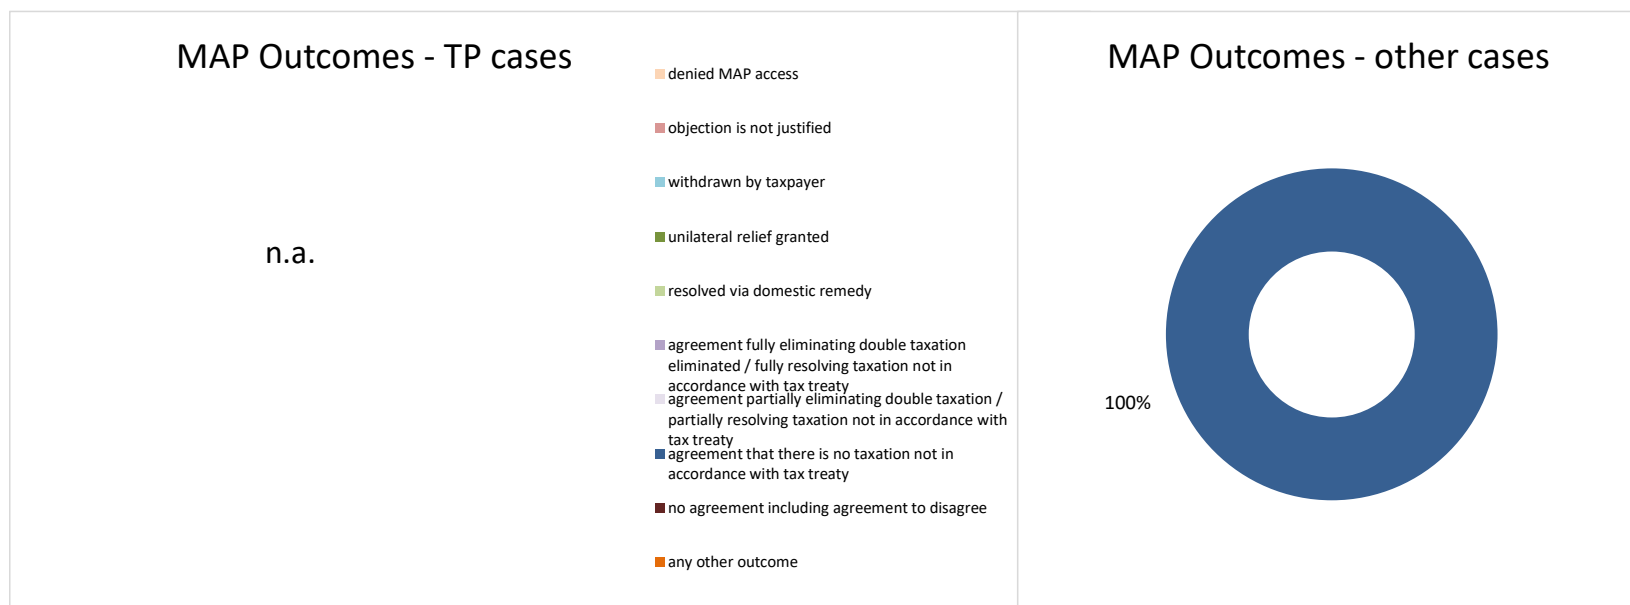 MAP Outcomes - TP cases
n.a.
denied MAP access
objection is not justified
withdrawn by taxpayer
unilateral relief granted
resolved via domestic remedy
agreement fully eliminating double taxation
eliminated / fully resolving taxation not in
accordance with tax treaty
agreement partially eliminating double taxation /
partially resolving taxation not in accordance with
tax treaty
agreement that there is no taxation not in
accordance with tax treaty
no agreement including agreement to disagree
any other outcome
MAP Outcomes - other cases
100%